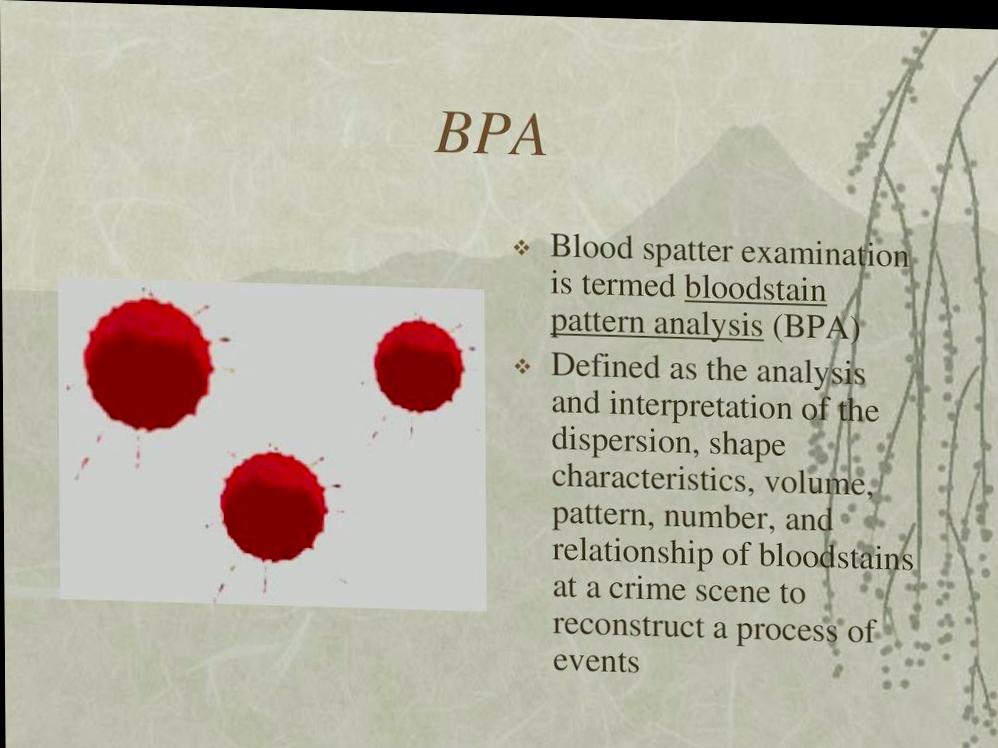 BPA
Blood spatter examination
is termed bloodstain
pattern analysis (BPA)
Defined as the analysis
and interpretation of the
dispersion, shape
characteristics, volume,
pattern, number, and
relationship of bloodstains
at a crime scene to
reconstruct a process of
events